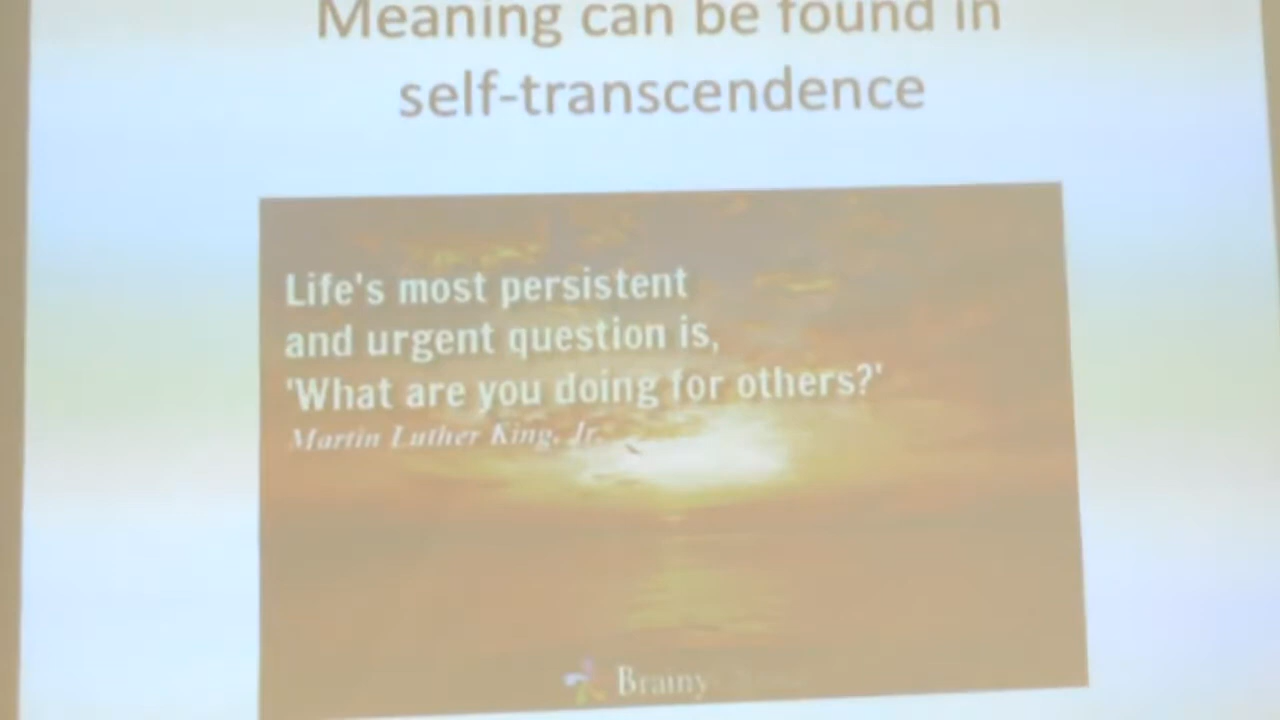 Meaning can be found in
self-transcendence
Life's most persistent
and urgent question is,
'What are you doing for others?'
Martin Luther King, Jr.
Brainy